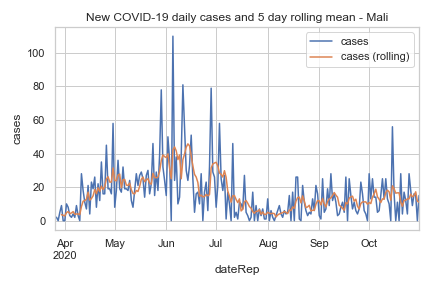 New COVID-19 daily cases and 5 day rolling mean - Mali
cases
cases (rolling)
100
80
60
40
20
0
cases
Apr May Jun Jul Aug Sep Oct
2020
dateRep